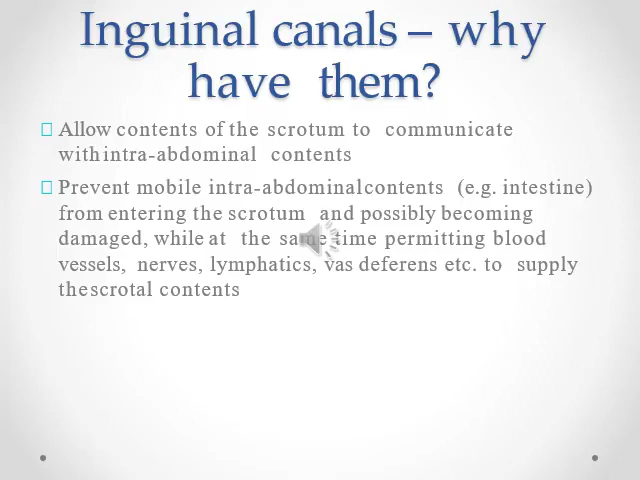 Inguinal canals – why
have them?
Allow contents of the scrotum to communicate
with intra-abdominal contents
Prevent mobile intra-abdominal contents (e.g. intestine)
from entering the scrotum and possibly becoming
damaged, while at the same time permitting blood
vessels, nerves, lymphatics, vas deferens etc. to supply
the scrotal contents